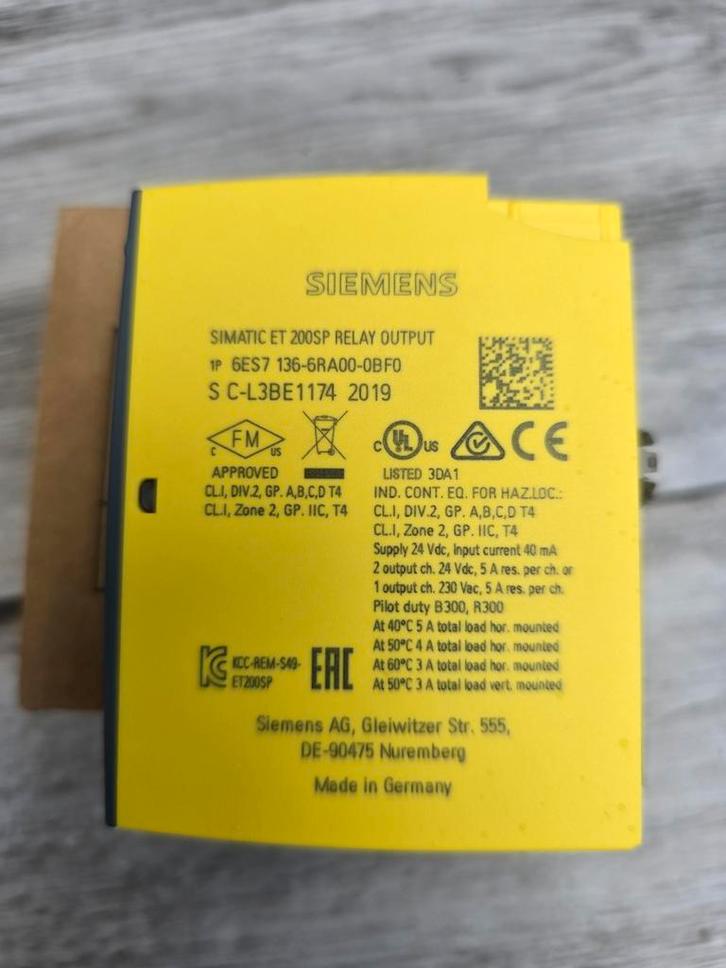 SIEMENS
SIMATIC ET 200SP RELAY OUTPUT
1P 6ES7 136-6RA00-0BF0
S C-L3BE1174 2019
C FM US
APPROVED
CL.I, DIV.2, GP. A,B,C,D T4
CL.I, Zone 2, GP. IIC, T4
C UL US
CE
LISTED 3DA1
IND. CONT. EQ. FOR HAZ.LOC.:
CL.I, DIV.2, GP. A,B,C,D T4
CL.I, Zone 2, GP. IIC, T4
Supply 24 Vdc, Input current 40 mA
2 output ch. 24 Vdc, 5 A res. per ch. or
1 output ch. 230 Vac, 5 A res. per ch.
Pilot duty B300, R300
At 40°C 5 A total load hor. mounted
At 50°C 4 A total load hor. mounted
At 60°C 3 A total load hor. mounted
At 50°C 3 A total load vert. mounted
KC KCC-REM-S49-
ET200SP
EAC
Siemens AG, Gleiwitzer Str. 555,
DE-90475 Nuremberg
Made in Germany